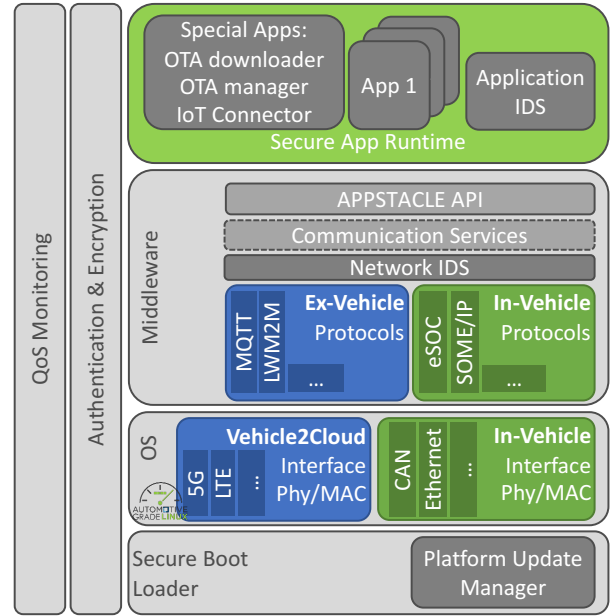 QoS Monitoring
Authentication & Encryption
Special Apps:
OTA downloader
OTA manager
IoT Connector
App 1
Application
IDS
Secure App Runtime
Middleware
APPSTACLE API
Communication Services
Network IDS
Ex-Vehicle
Protocols
MQTT
LWM2M
...
In-Vehicle
Protocols
eSOC
SOME/IP
...
OS
AUTOMOTIVE
GRADE LINUX
Vehicle2Cloud
Interface
Phy/MAC
5G
LTE
...
In-Vehicle
Interface
Phy/MAC
CAN
Ethernet
...
Secure Boot
Loader
Platform Update
Manager